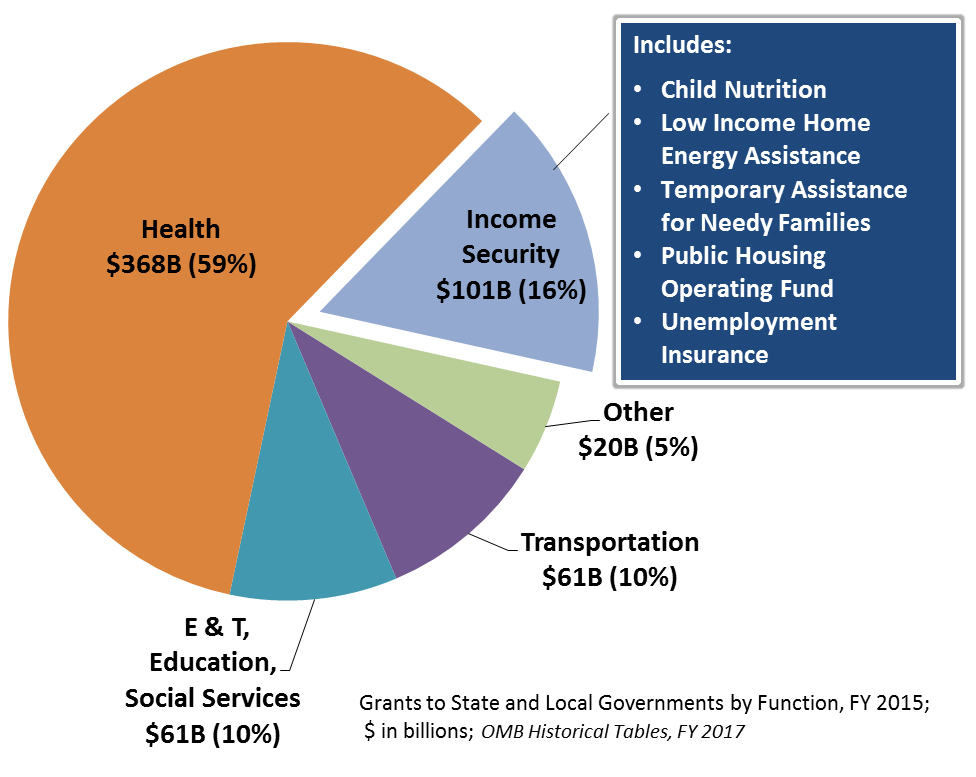 Includes:
• Child Nutrition
• Low Income Home
Energy Assistance
• Temporary Assistance
for Needy Families
• Public Housing
Operating Fund
• Unemployment
Insurance
Health
$368B (59%)
Income
Security
$101B (16%)
Other
$20B (5%)
Transportation
$61B (10%)
E & T,
Education,
Social Services
$61B (10%)
Grants to State and Local Governments by Function, FY 2015;
$ in billions; OMB Historical Tables, FY 2017